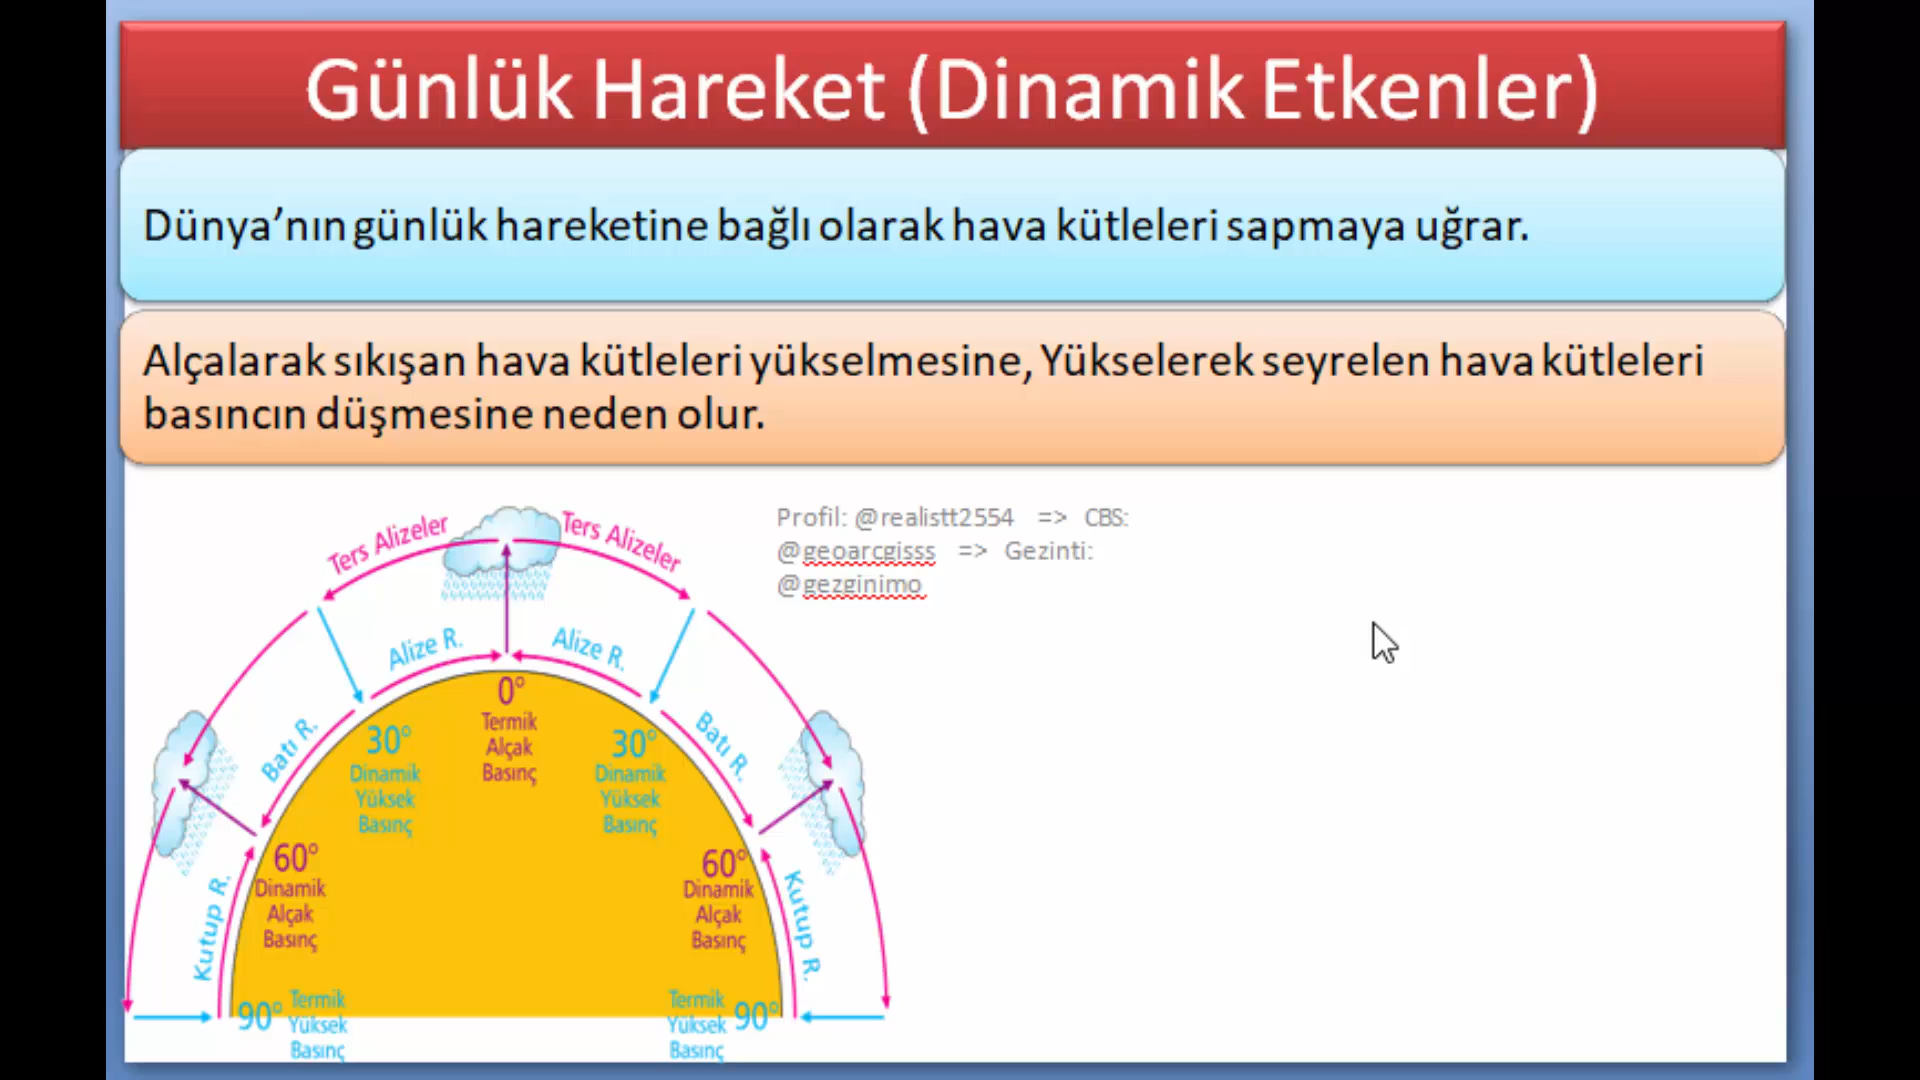 Günlük Hareket (Dinamik Etkenler)
Dünya’nın günlük hareketine bağlı olarak hava kütleleri sapmaya uğrar.
Alçalarak sıkışan hava kütleleri yükselmesine, Yükselerek seyrelen hava kütleleri
basıncın düşmesine neden olur.
Profil: @realistt2554 => CBS:
@geoarcgisss => Gezinti:
@gezginimo
Ters Alizeler
Ters Alizeler
Alize R.
Alize R.
Batı R.
Batı R.
Kutup R.
Kutup R.
0°
Termik
Alçak
Basınç
30°
Dinamik
Yüksek
Basınç
30°
Dinamik
Yüksek
Basınç
60°
Dinamik
Alçak
Basınç
60°
Dinamik
Alçak
Basınç
90°
Termik
Yüksek
Basınç
Termik
Yüksek
Basınç
90°